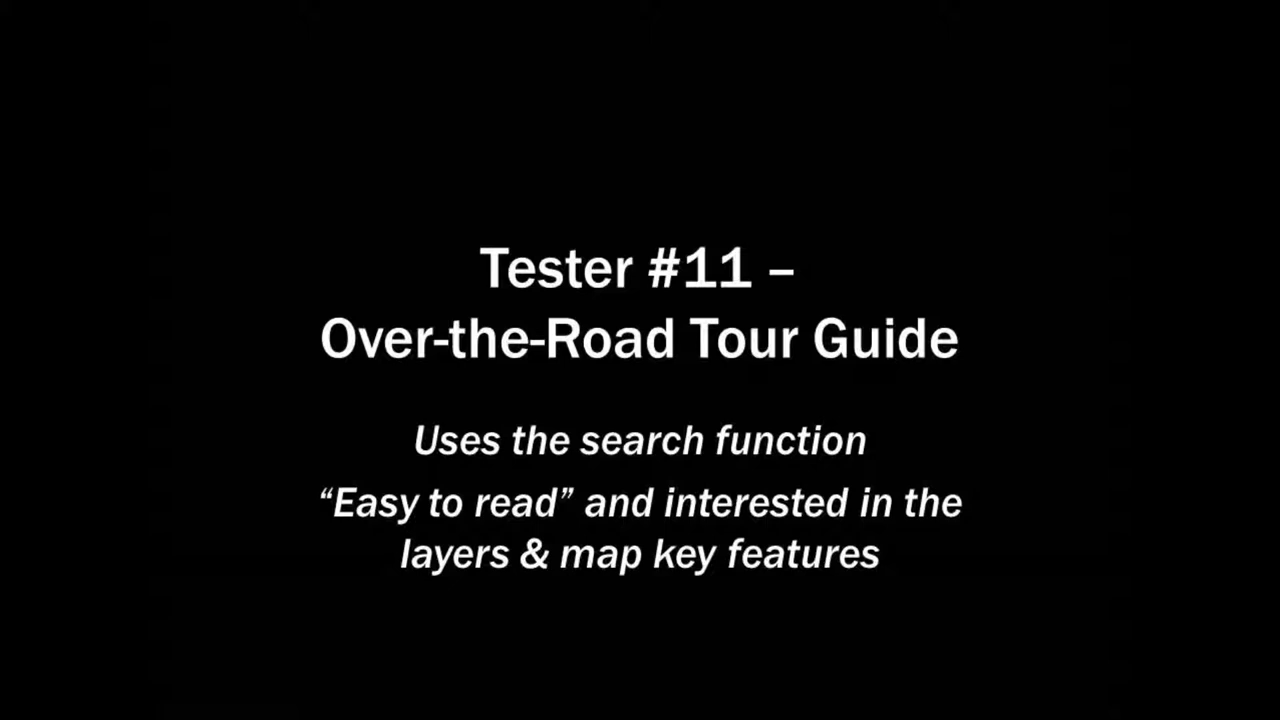 Tester #11 –
Over-the-Road Tour Guide
Uses the search function
“Easy to read” and interested in the
layers & map key features